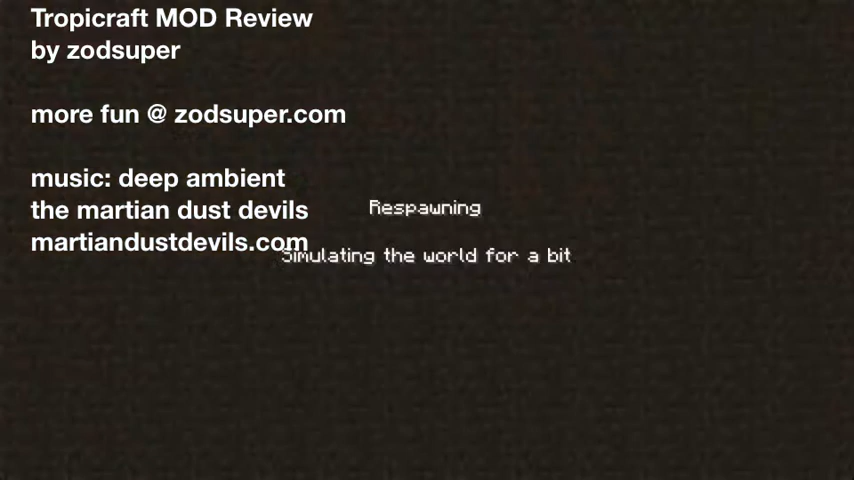 Tropicraft MOD Review
by zodsuper
more fun @ zodsuper.com
music: deep ambient
the martian dust devils
martiandustdevils.com
Respawning
Simulating the world for a bit